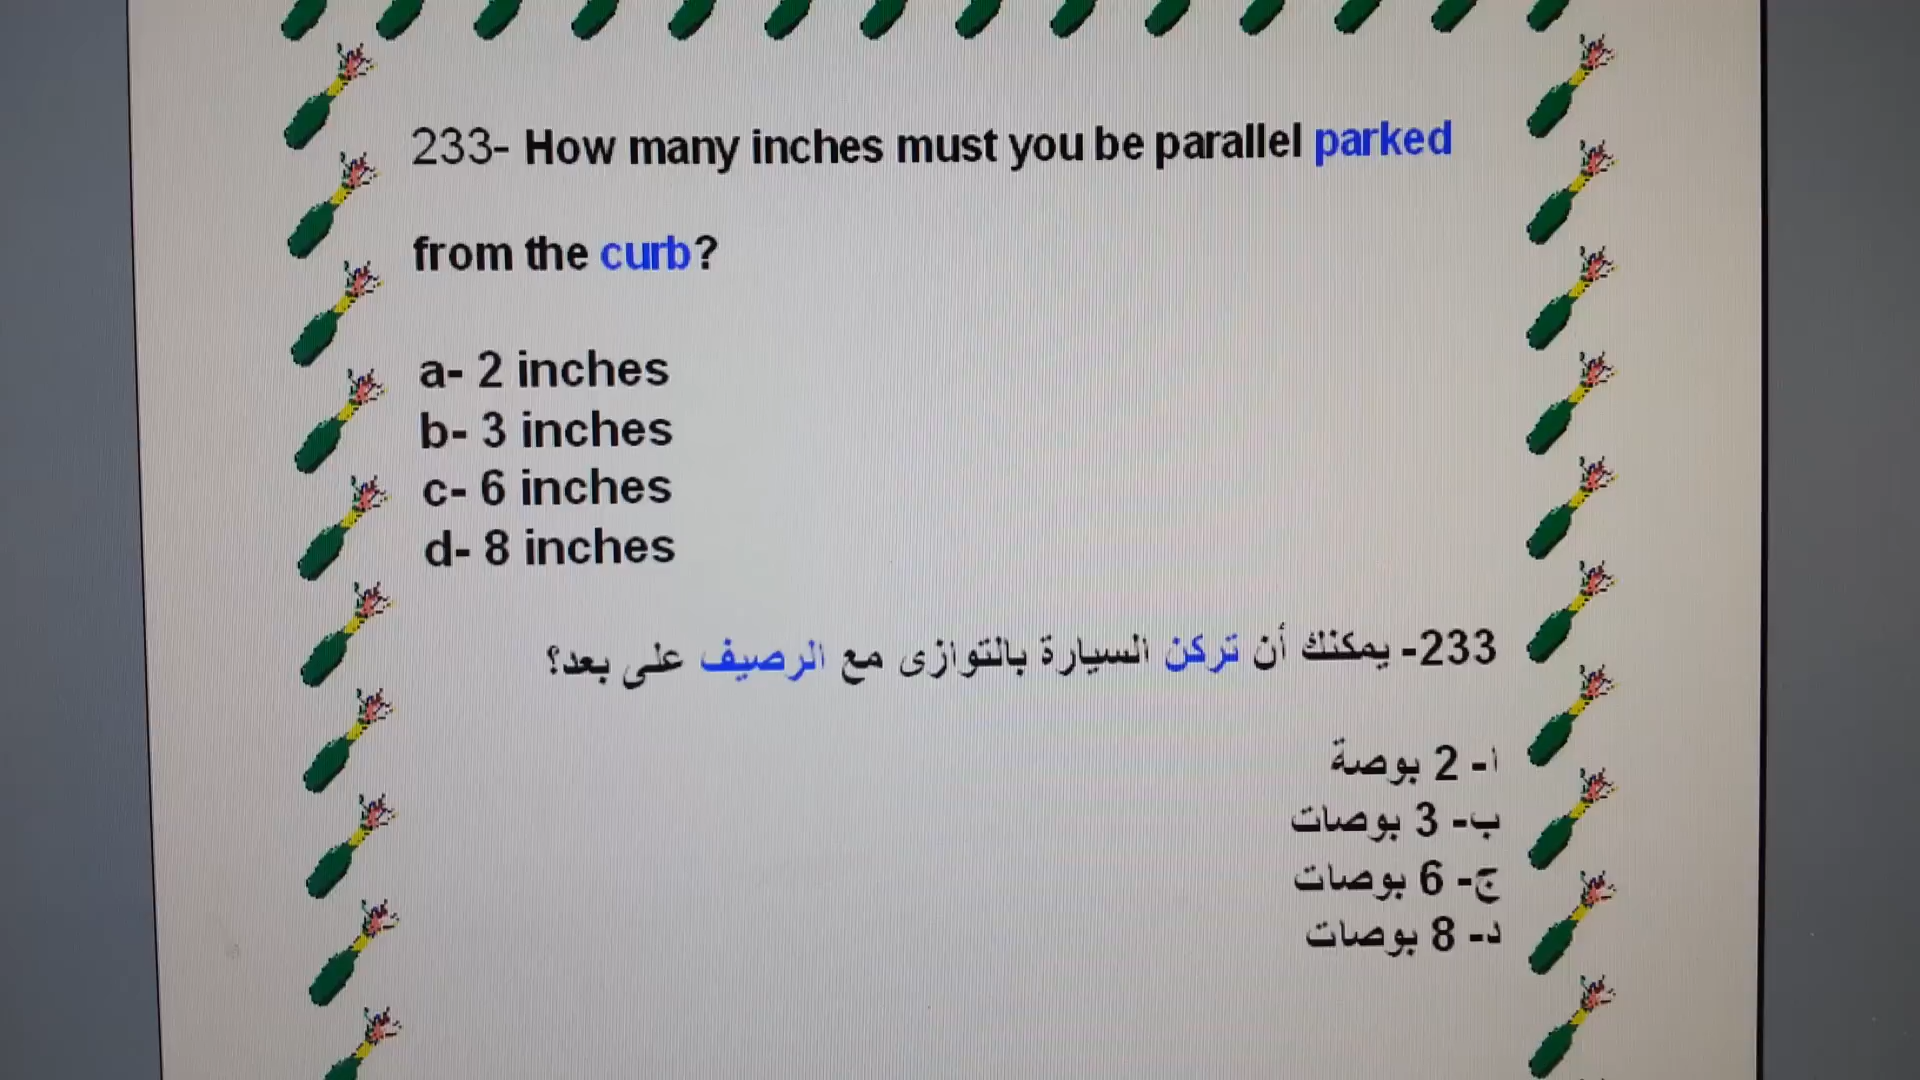 233- How many inches must you be parallel parked
from the curb?
a- 2 inches
b- 3 inches
c- 6 inches
d- 8 inches
233- يمكنك أن تركن السيارة بالتوازى مع الرصيف على بعد؟
ا- 2 بوصة
ب- 3 بوصات
ج- 6 بوصات
د- 8 بوصات